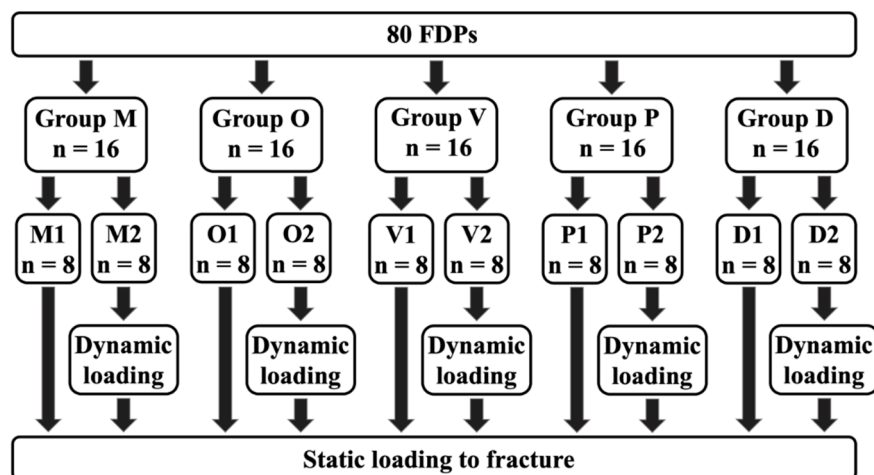 80 FDPs
Group M
n = 16
Group O
n = 16
Group V
n = 16
Group P
n = 16
Group D
n = 16
M1
n = 8
M2
n = 8
O1
n = 8
O2
n = 8
V1
n = 8
V2
n = 8
P1
n = 8
P2
n = 8
D1
n = 8
D2
n = 8
Dynamic
loading
Dynamic
loading
Dynamic
loading
Dynamic
loading
Dynamic
loading
Static loading to fracture